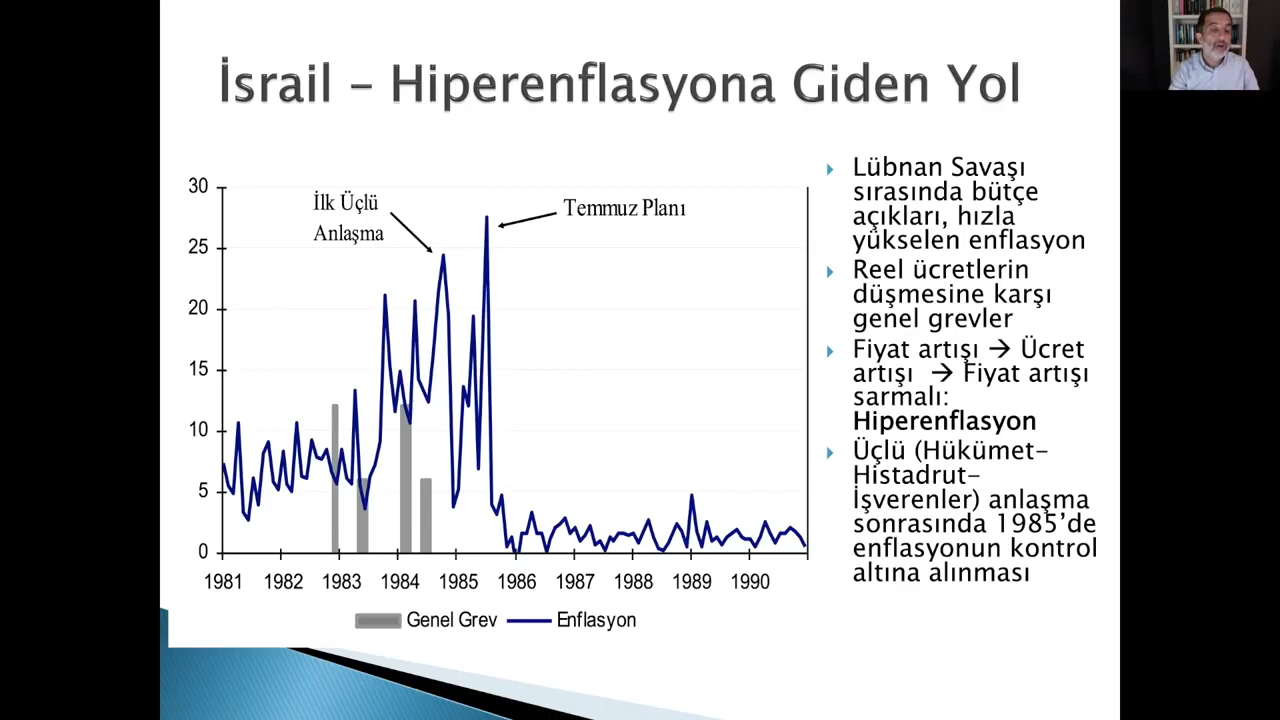 İsrail – Hiperenflasyona Giden Yol
30
25
20
15
10
5
0
İlk Üçlü
Anlaşma
Temmuz Planı
1981 1982 1983 1984 1985 1986 1987 1988 1989 1990
Genel Grev Enflasyon
Lübnan Savaşı
sırasında bütçe
açıkları, hızla
yükselen enflasyon
Reel ücretlerin
düşmesine karşı
genel grevler
Fiyat artışı → Ücret
artışı → Fiyat artışı
sarmalı:
Hiperenflasyon
Üçlü (Hükümet-
Histadrut-
İşverenler) anlaşma
sonrasında 1985’de
enflasyonun kontrol
altına alınması